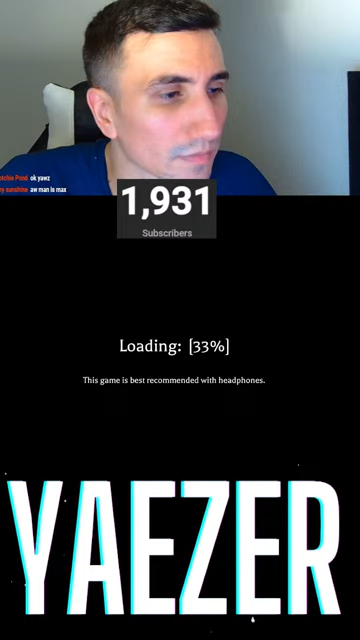 ok yawz
aw man is max
1,931
Subscribers
Loading: [33%]
This game is best recommended with headphones.
YAEZER